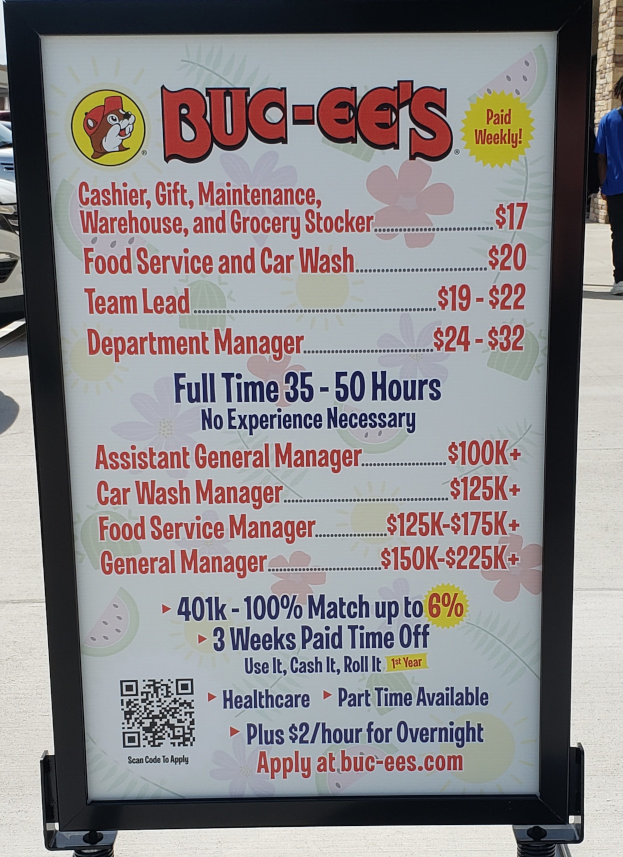 BUC-EE'S
Paid
Weekly!
Cashier, Gift, Maintenance,
Warehouse, and Grocery Stocker....................$17
Food Service and Car Wash....................$20
Team Lead....................$19 - $22
Department Manager....................$24 - $32
Full Time 35 - 50 Hours
No Experience Necessary
Assistant General Manager....................$100K+
Car Wash Manager....................$125K+
Food Service Manager....................$125K-$175K+
General Manager....................$150K-$225K+
401k - 100% Match up to 6%
3 Weeks Paid Time Off
Use It, Cash It, Roll It 1st Year
Healthcare Part Time Available
Plus $2/hour for Overnight
Scan Code To Apply
Apply at buc-ees.com